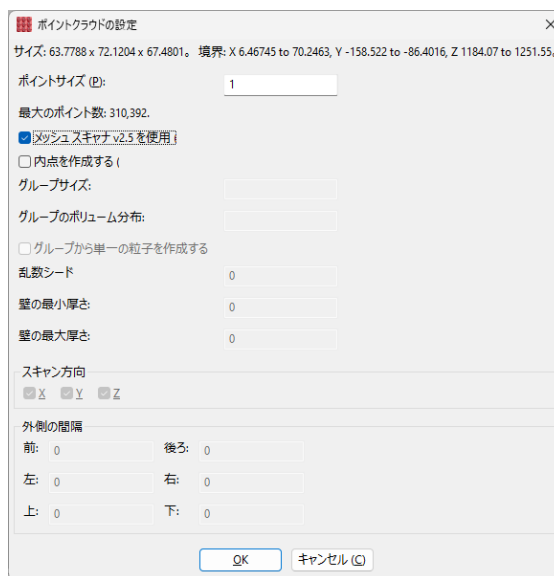 ポイントクラウドの設定
サイズ: 63.7788 x 72.1204 x 67.4801。 境界: X 6.46745 to 70.2463, Y -158.522 to -86.4016, Z 1184.07 to 1251.55。
ポイントサイズ (P): 1
最大のポイント数: 310,392.
メッシュ スキャナ v2.5 を使用 (
内点を作成する (
グループサイズ:
グループのボリューム分布:
グループから単一の粒子を作成する
乱数シード 0
壁の最小厚さ: 0
壁の最大厚さ: 0
スキャン方向
X Y Z
外側の間隔
前: 0 後ろ: 0
左: 0 右: 0
上: 0 下: 0
OK キャンセル (C)